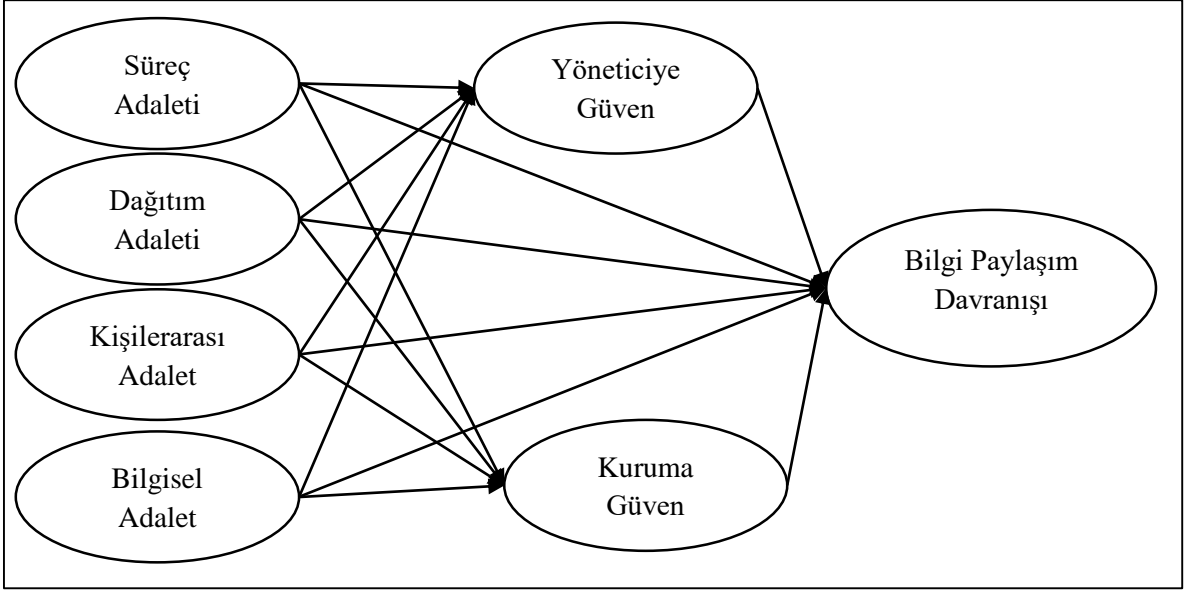 Süreç
Adaleti
Dağıtım
Adaleti
Kişilerarası
Adalet
Bilgisel
Adalet
Yöneticiye
Güven
Kuruma
Güven
Bilgi Paylaşım
Davranışı